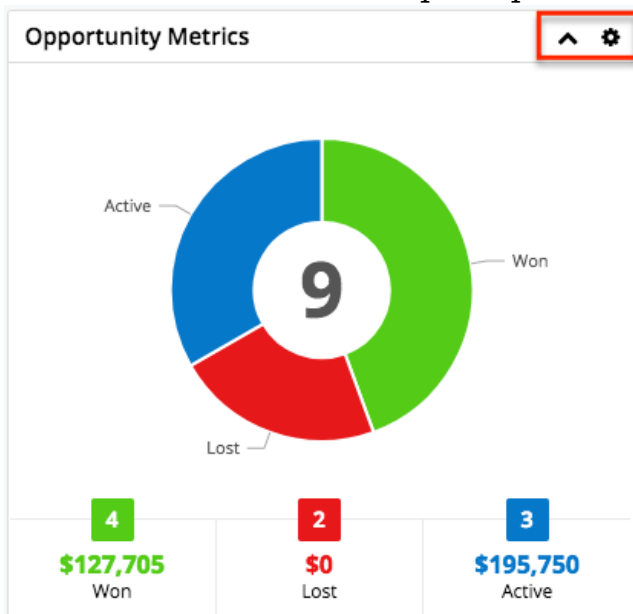 Opportunity Metrics
Active
Won
9
Lost
4
2
3
$127,705
$0
$195,750
Won
Lost
Active